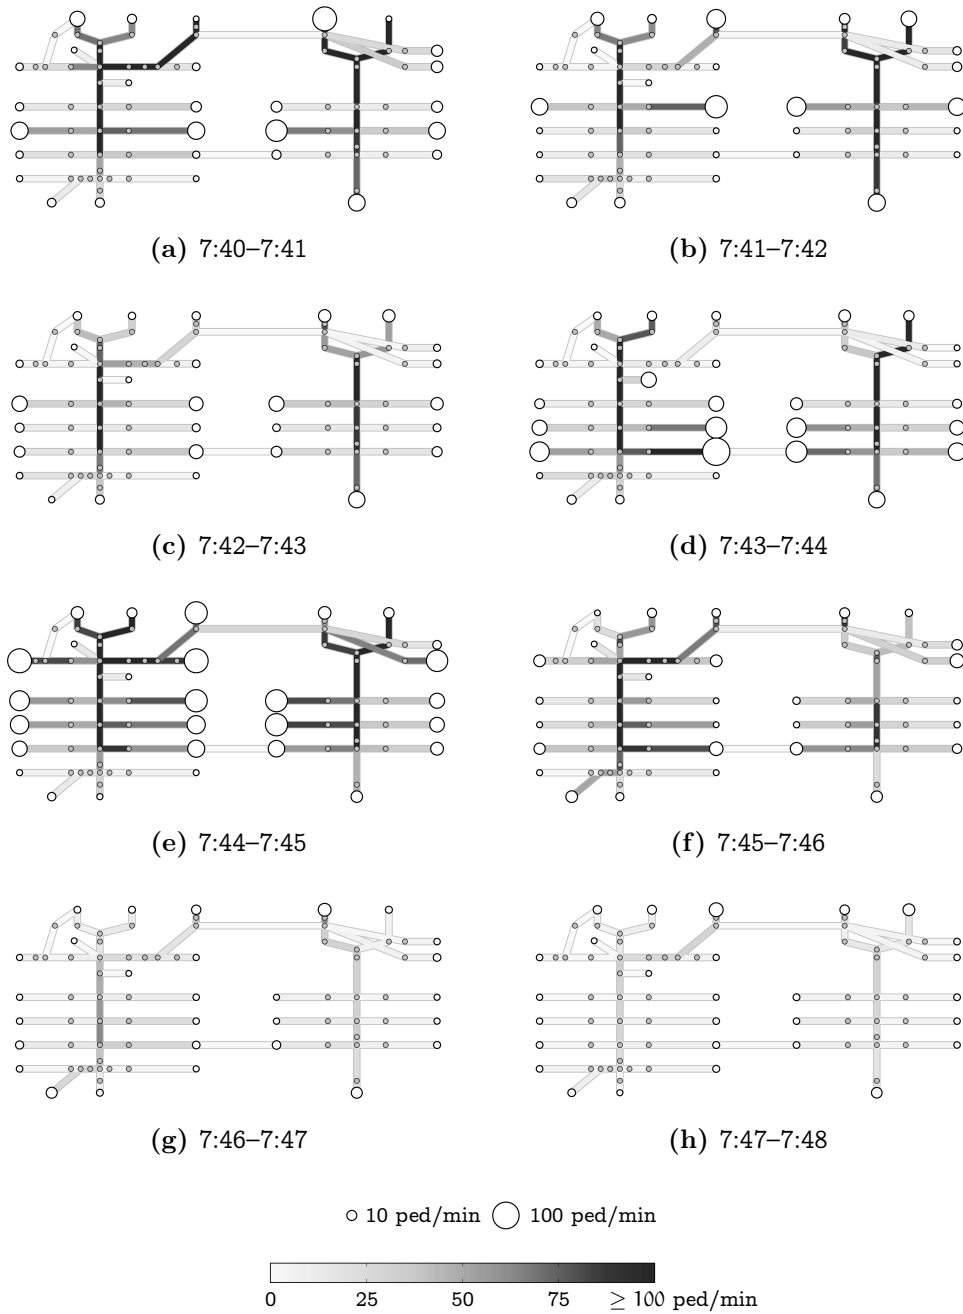 (a) 7:40–7:41
(b) 7:41–7:42
(c) 7:42–7:43
(d) 7:43–7:44
(e) 7:44–7:45
(f) 7:45–7:46
(g) 7:46–7:47
(h) 7:47–7:48
10 ped/min 100 ped/min
0 25 50 75 ≥ 100 ped/min